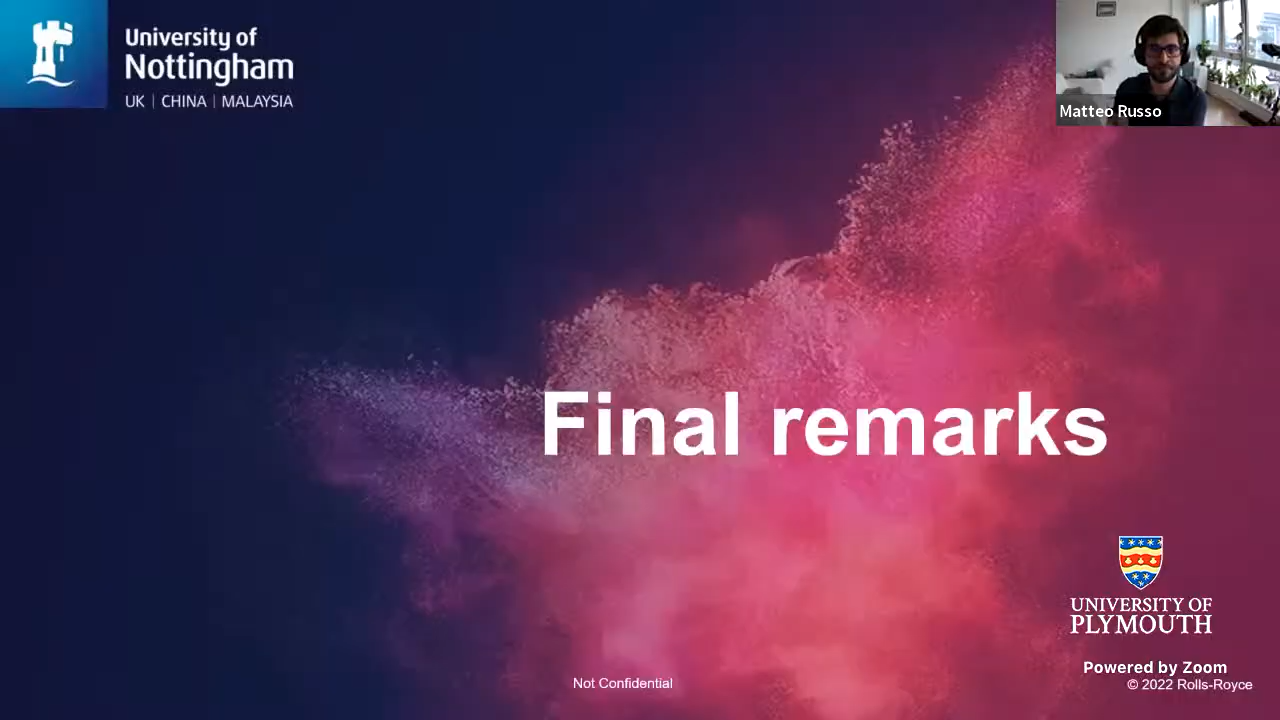 University of
Nottingham
UK | CHINA | MALAYSIA
Matteo Russo
Final remarks
UNIVERSITY OF
PLYMOUTH
Powered by Zoom
Not Confidential
© 2022 Rolls-Royce